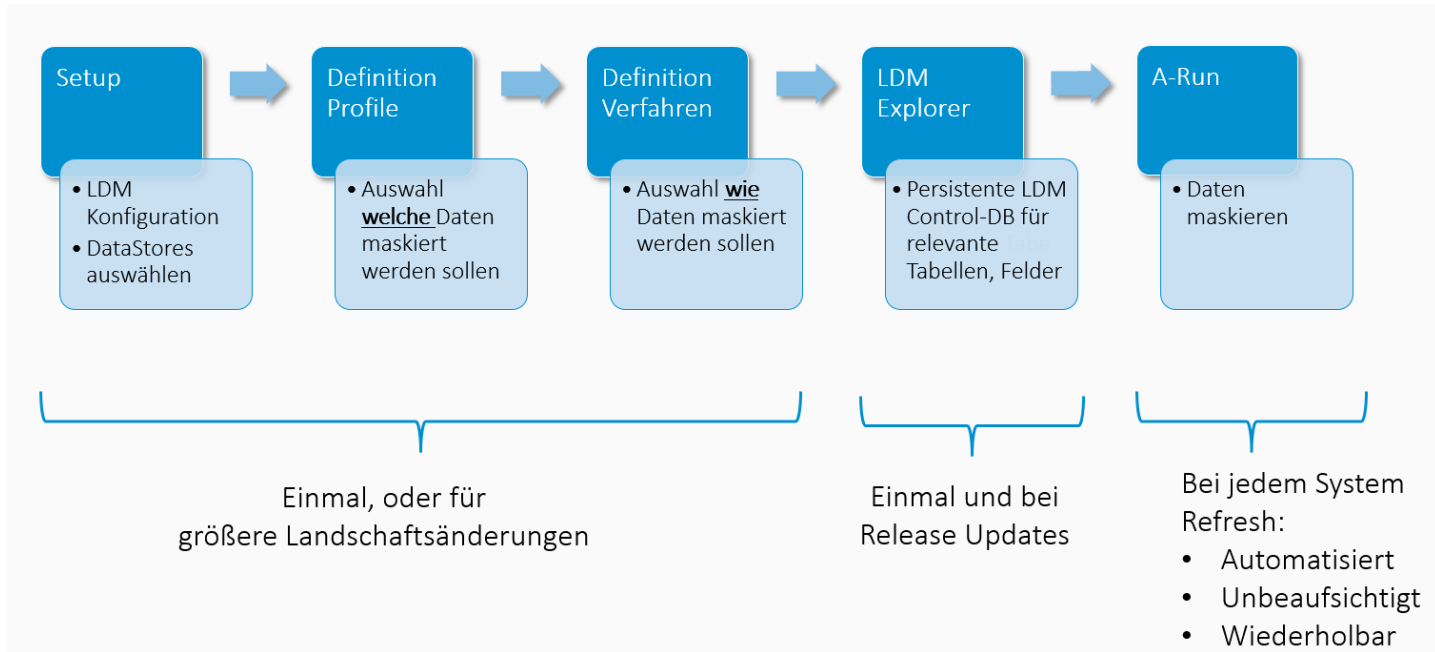 Setup
• LDM
Konfiguration
• DataStores
auswählen
Definition
Profile
• Auswahl
welche Daten
maskiert
werden sollen
Definition
Verfahren
• Auswahl wie
Daten maskiert
werden sollen
LDM
Explorer
• Persistente LDM
Control-DB für
relevante
Tabellen, Felder
A-Run
• Daten
maskieren
Einmal, oder für
größere Landschaftsänderungen
Einmal und bei
Release Updates
Bei jedem System
Refresh:
• Automatisiert
• Unbeaufsichtigt
• Wiederholbar